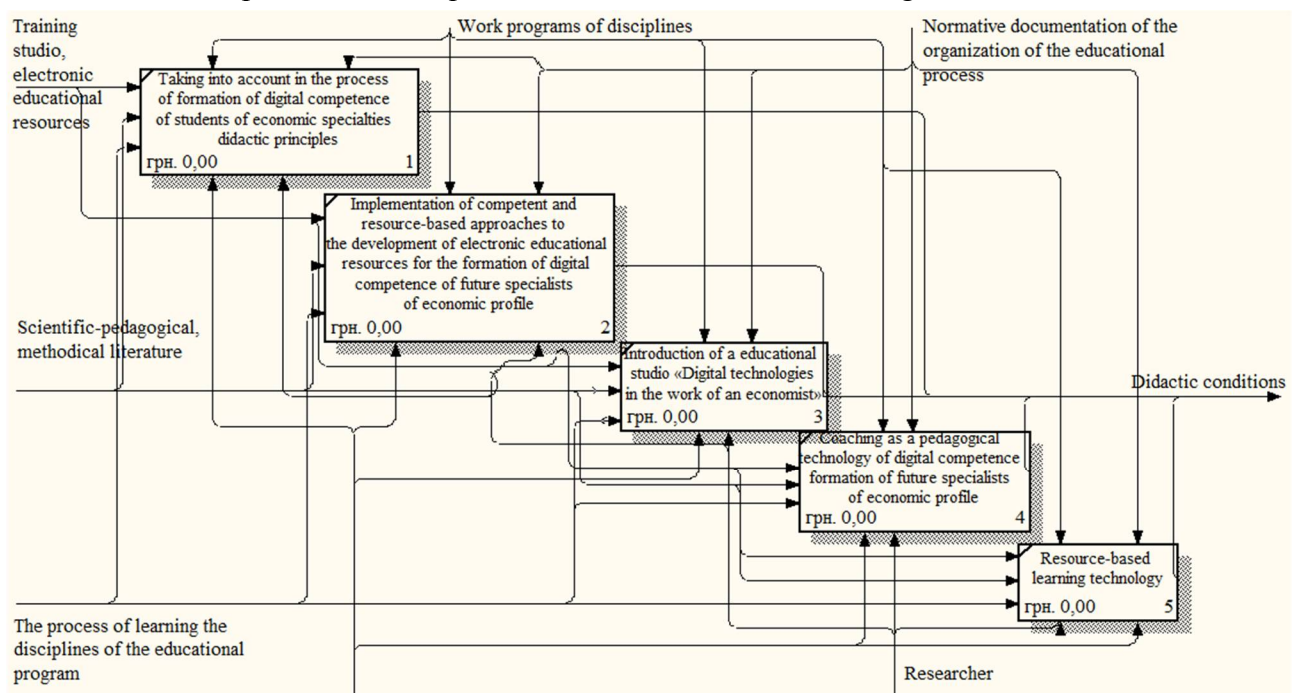 Training
studio,
electronic
educational
resources
Work programs of disciplines
Normative documentation of the
organization of the educational
process
Taking into account in the process
of formation of digital competence
of students of economic specialties
didactic principles
грн. 0,00 1
Implementation of competent and
resource-based approaches to
the development of electronic educational
resources for the formation of digital
competence of future specialists
of economic profile
грн. 0,00 2
Scientific-pedagogical,
methodical literature
Introduction of a educational
studio «Digital technologies
in the work of an economist»
грн. 0,00 3
Didactic conditions
Coaching as a pedagogical
technology of digital competence
formation of future specialists
of economic profile
грн. 0,00 4
Resource-based
learning technology
грн. 0,00 5
The process of learning the
disciplines of the educational
program
Researcher